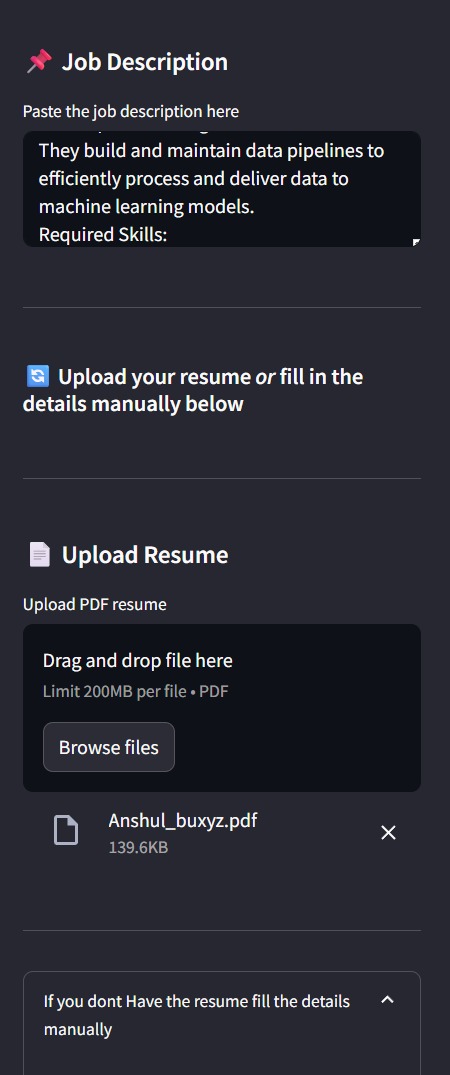 Job Description
Paste the job description here
They build and maintain data pipelines to
efficiently process and deliver data to
machine learning models.
Required Skills:
Upload your resume or fill in the
details manually below
Upload Resume
Upload PDF resume
Drag and drop file here
Limit 200MB per file • PDF
Browse files
Anshul_buxyz.pdf
139.6KB
If you dont Have the resume fill the details
manually